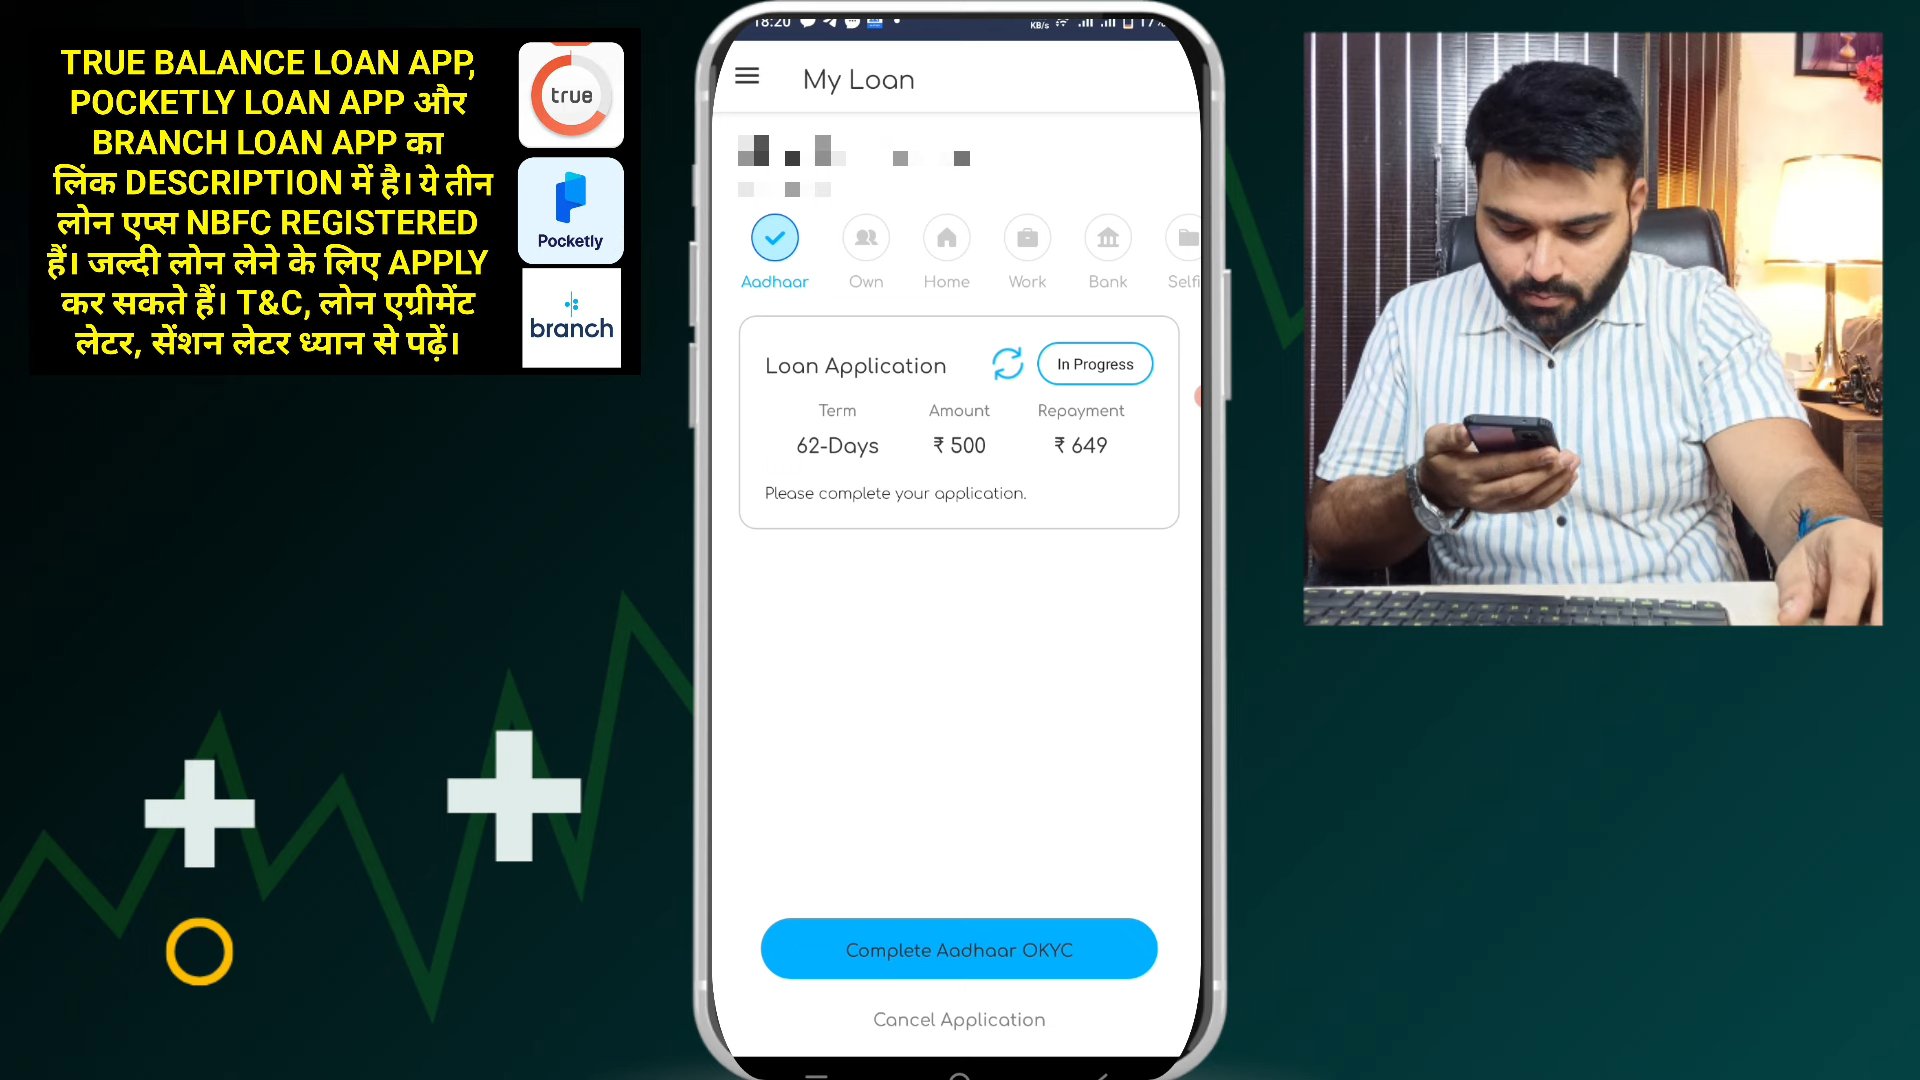 TRUE BALANCE LOAN APP,
POCKETLY LOAN APP और
BRANCH LOAN APP का
लिंक DESCRIPTION में है। ये तीन
लोन एप्स NBFC REGISTERED
हैं। जल्दी लोन लेने के लिए APPLY
कर सकते हैं। T&C, लोन एग्रीमेंट
लेटर, सेंशन लेटर ध्यान से पढ़ें।
true
Pocketly
branch
18:20
KB/s
My Loan
Aadhaar Own Home Work Bank Selfi
Loan Application In Progress
Term Amount Repayment
62-Days ₹ 500 ₹ 649
Please complete your application.
Complete Aadhaar OKYC
Cancel Application